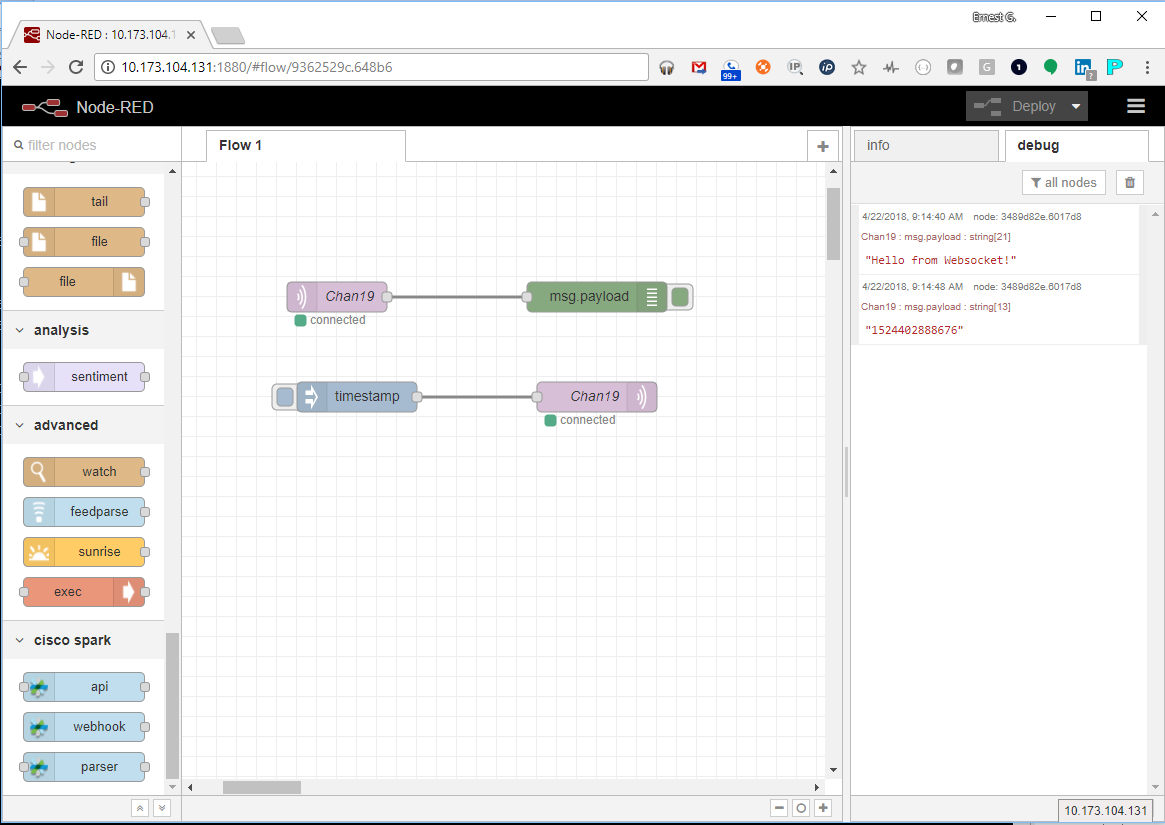 Ernest G.
Node-RED : 10.173.104.1
10.173.104.131:1880/#flow/9362529c.648b6
99+
IP
ip
G
1
in
?
P
Node-RED
Deploy
filter nodes
Flow 1
info
debug
all nodes
tail
file
file
analysis
sentiment
advanced
watch
feedparse
sunrise
exec
cisco spark
api
webhook
parser
Chan19
connected
msg.payload
timestamp
Chan19
connected
4/22/2018, 9:14:40 AM node: 3489d82e.6017d8
Chan19 : msg.payload : string[21]
"Hello from Websocket!"
4/22/2018, 9:14:48 AM node: 3489d82e.6017d8
Chan19 : msg.payload : string[13]
"1524402888676"
10.173.104.131